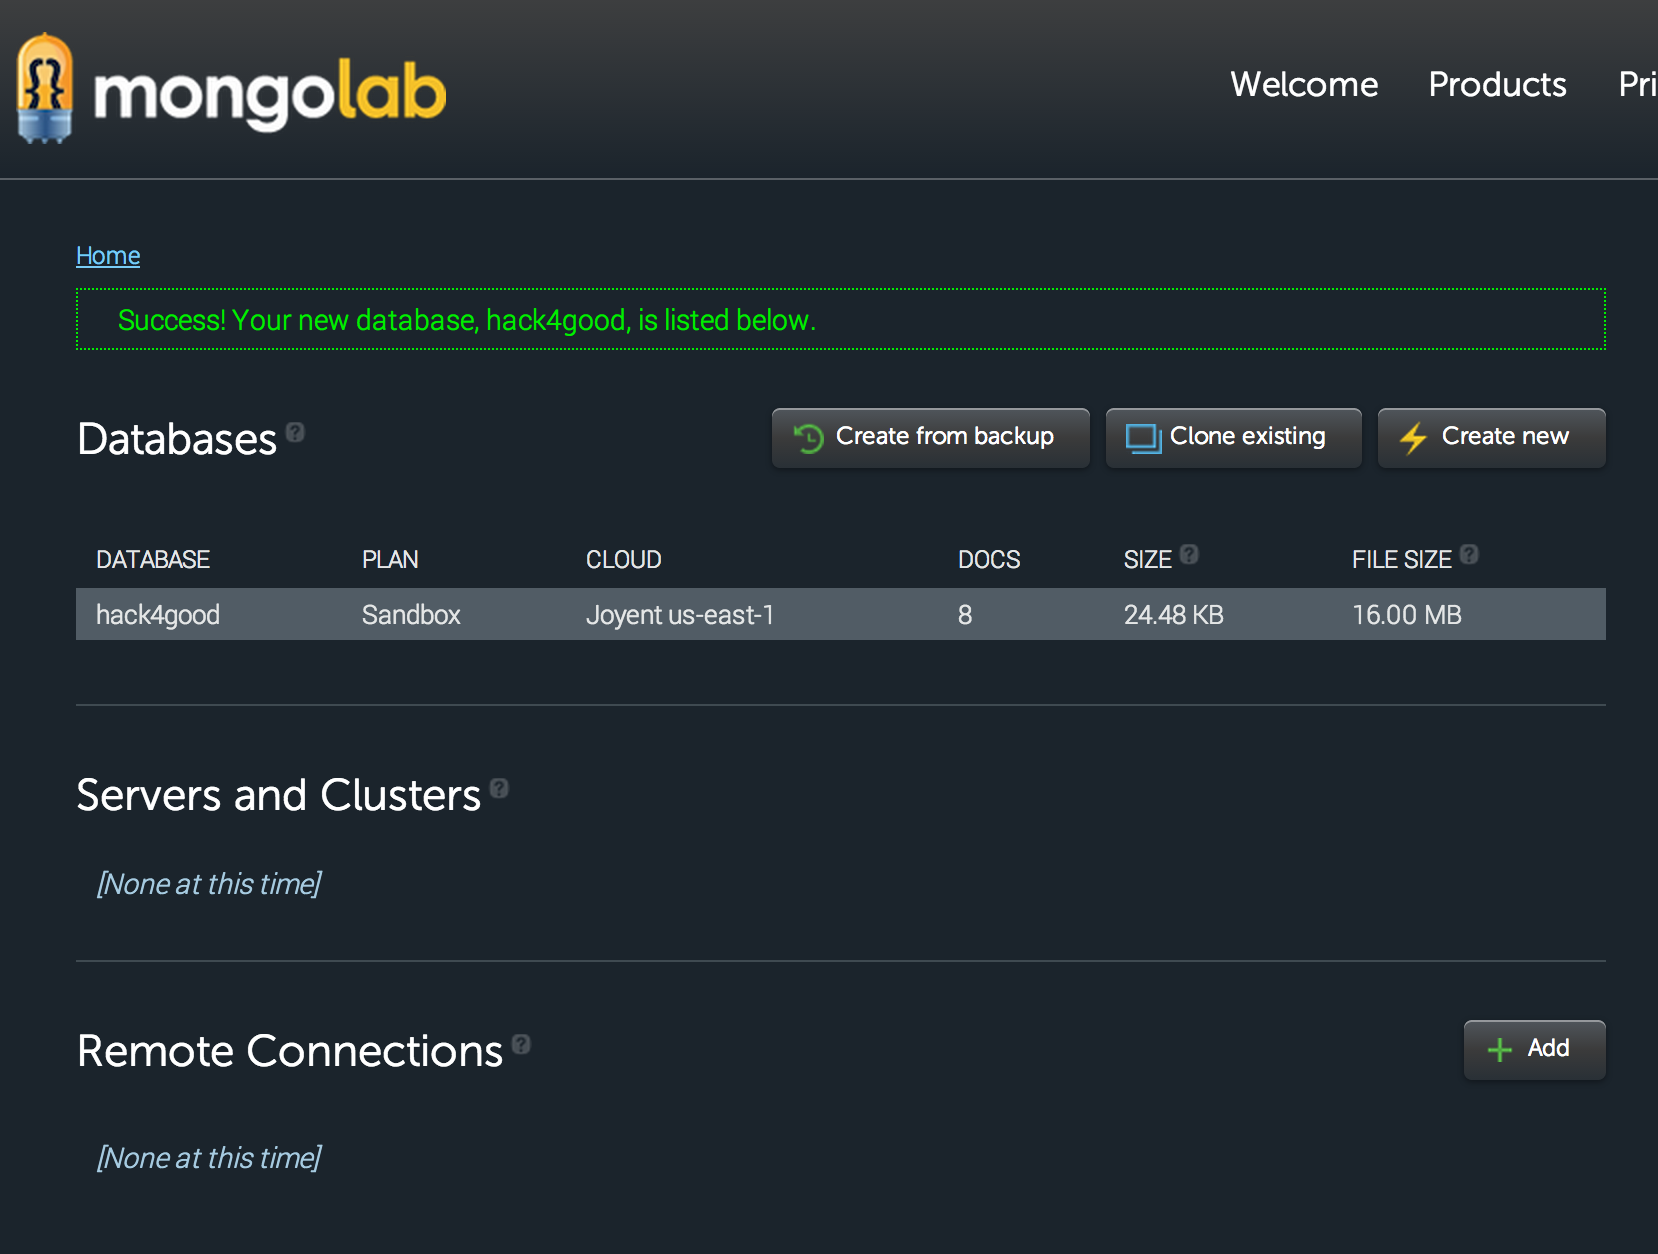 mongolab
Welcome Products Pri
Home
Success! Your new database, hack4good, is listed below.
Databases ? Create from backup Clone existing Create new
DATABASE PLAN CLOUD DOCS SIZE ? FILE SIZE ?
hack4good Sandbox Joyent us-east-1 8 24.48 KB 16.00 MB
Servers and Clusters ?
[None at this time]
Remote Connections ? Add
[None at this time]